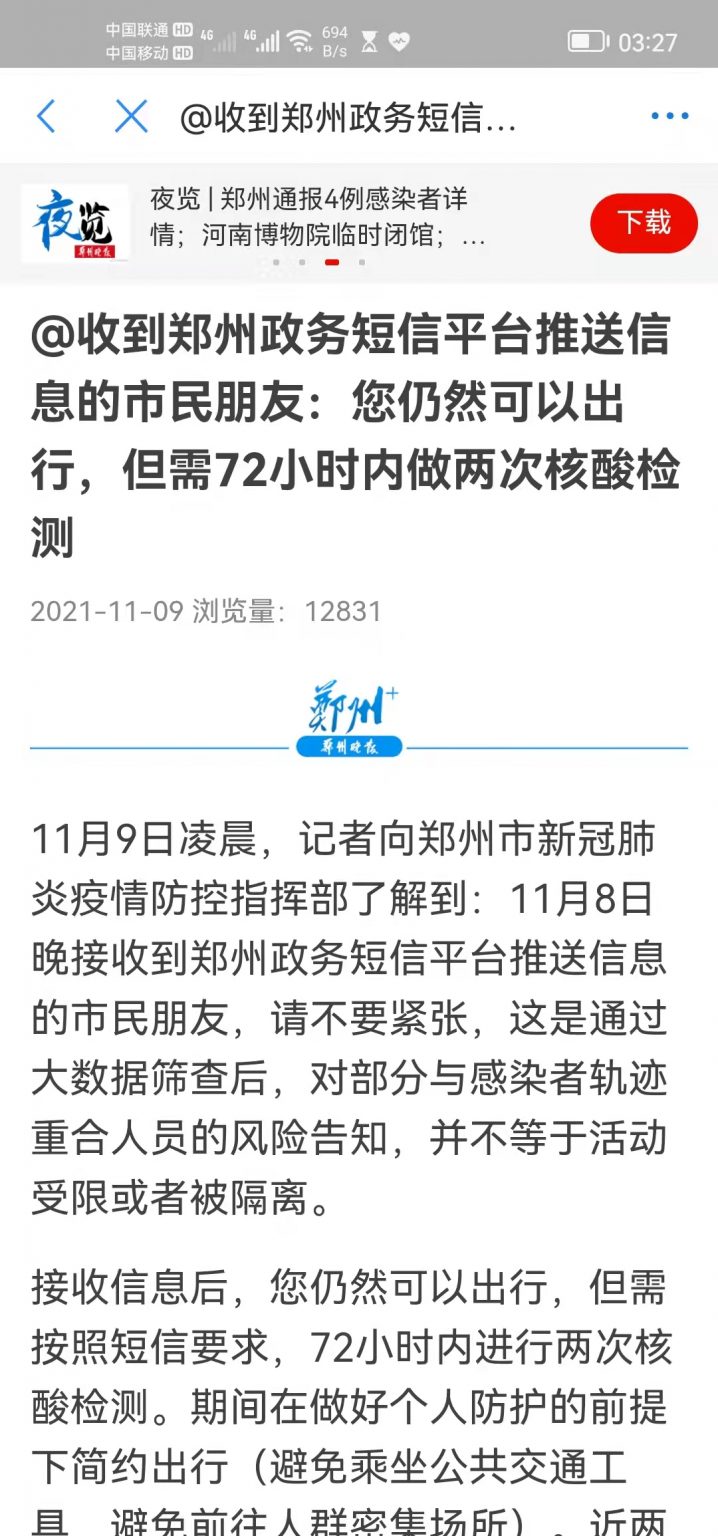 中国联通 HD 4G 4G 694 B/s 03:27
中国移动 HD
@收到郑州政务短信...
夜览 郑州晚报
夜览 | 郑州通报4例感染者详
情；河南博物院临时闭馆；...
下载
@收到郑州政务短信平台推送信
息的市民朋友：您仍然可以出
行，但需72小时内做两次核酸检
测
2021-11-09 浏览量：12831
郑州+
郑州晚报
11月9日凌晨，记者向郑州市新冠肺
炎疫情防控指挥部了解到：11月8日
晚接收到郑州政务短信平台推送信息
的市民朋友，请不要紧张，这是通过
大数据筛查后，对部分与感染者轨迹
重合人员的风险告知，并不等于活动
受限或者被隔离。
接收信息后，您仍然可以出行，但需
按照短信要求，72小时内进行两次核
酸检测。期间在做好个人防护的前提
下简约出行（避免乘坐公共交通工
具，避免前往人群密集场所）。近两